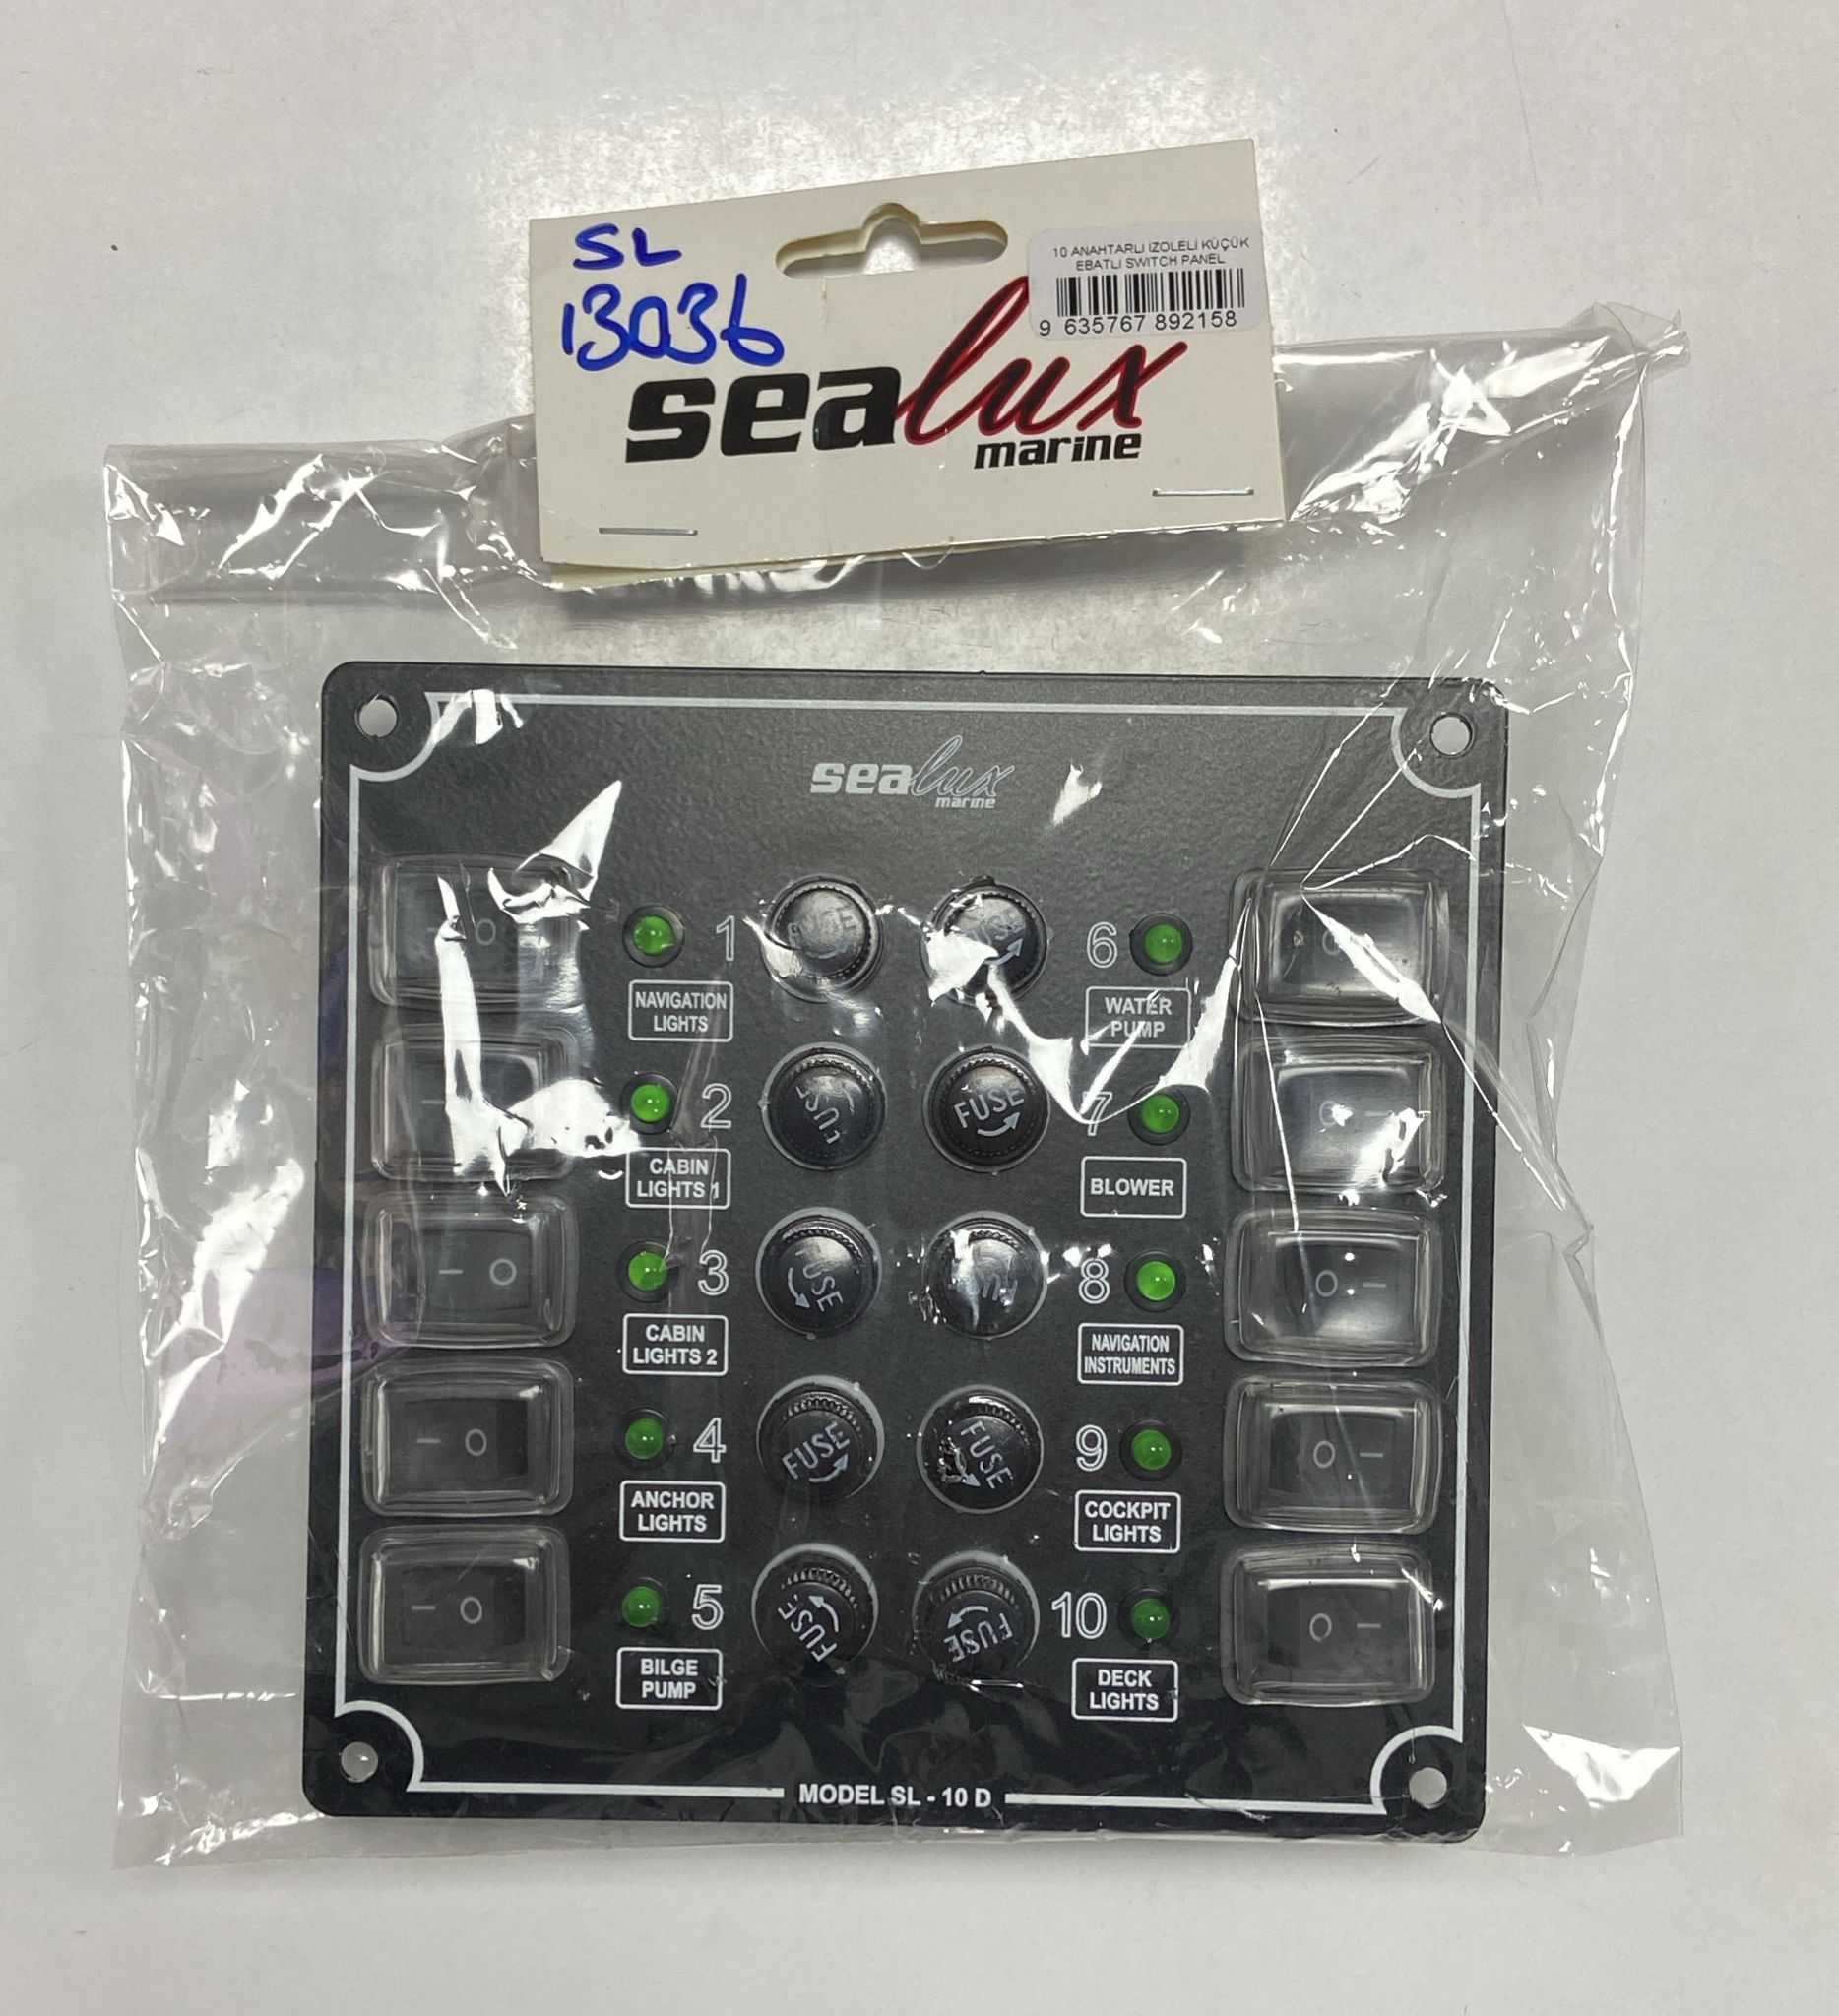 SL
13036
10 ANAHTARLI İZOLELİ KÜÇÜK
EBATLI SWITCH PANEL
9 635767 892158
sealux
marine
sealux
marine
1
NAVIGATION
LIGHTS
2
CABIN
LIGHTS 1
3
CABIN
LIGHTS 2
4
ANCHOR
LIGHTS
FUSE
5
BILGE
PUMP
FUSE
6
WATER
PUMP
FUSE
7
BLOWER
8
NAVIGATION
INSTRUMENTS
FUSE
9
COCKPIT
LIGHTS
FUSE
10
DECK
LIGHTS
MODEL SL - 10 D